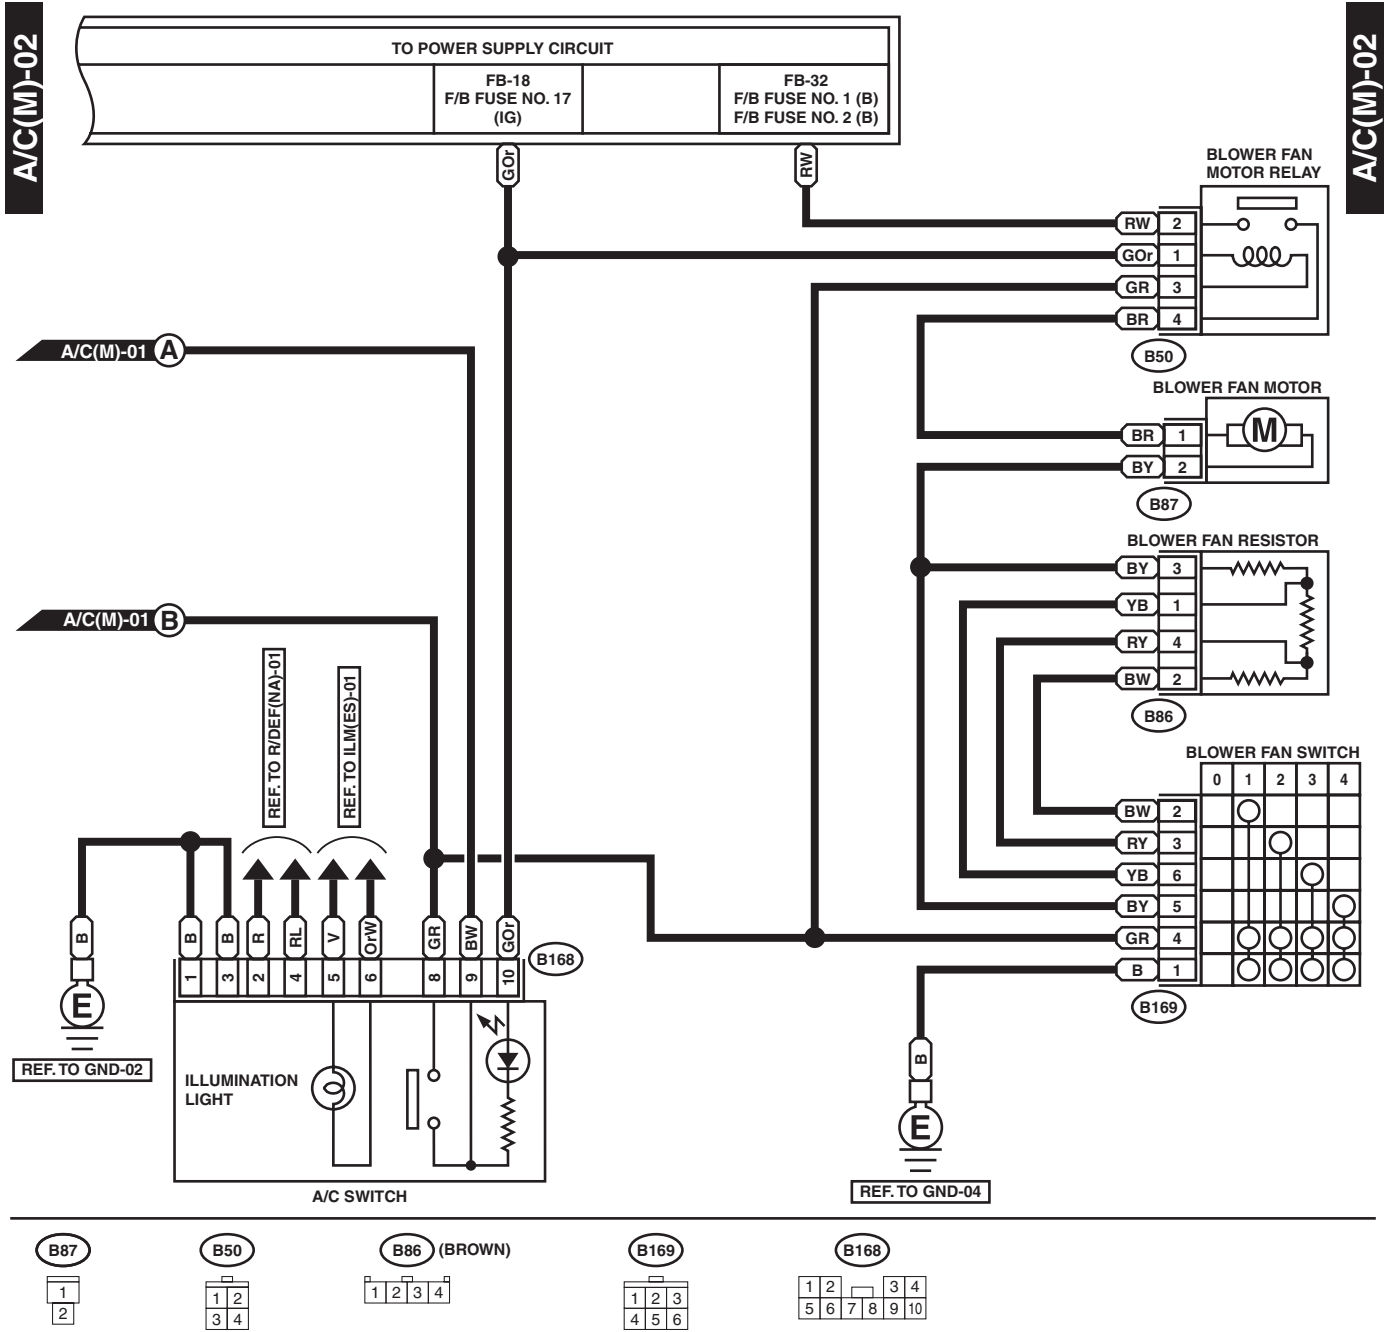 A/C(M)-02
A/C(M)-02
TO POWER SUPPLY CIRCUIT
FB-18
F/B FUSE NO. 17
(IG)
FB-32
F/B FUSE NO. 1 (B)
F/B FUSE NO. 2 (B)
GOr
RW
BLOWER FAN
MOTOR RELAY
RW 2
GOr 1
GR 3
BR 4
B50
A/C(M)-01 A
BLOWER FAN MOTOR
M
BR 1
BY 2
B87
BLOWER FAN RESISTOR
BY 3
YB 1
RY 4
BW 2
B86
A/C(M)-01 B
REF. TO R/DEF(NA)-01
REF. TO ILM(ES)-01
BLOWER FAN SWITCH
0 1 2 3 4
BW 2
RY 3
YB 6
BY 5
GR 4
B 1
B169
B
B B R RL V OrW GR BW GOr
1 3 2 4 5 6 8 9 10
B168
E
REF. TO GND-02
ILLUMINATION
LIGHT
A/C SWITCH
B
E
REF. TO GND-04
B87
1
2
B50
1 2
3 4
B86 (BROWN)
1 2 3 4
B169
1 2 3
4 5 6
B168
1 2 3 4
5 6 7 8 9 10